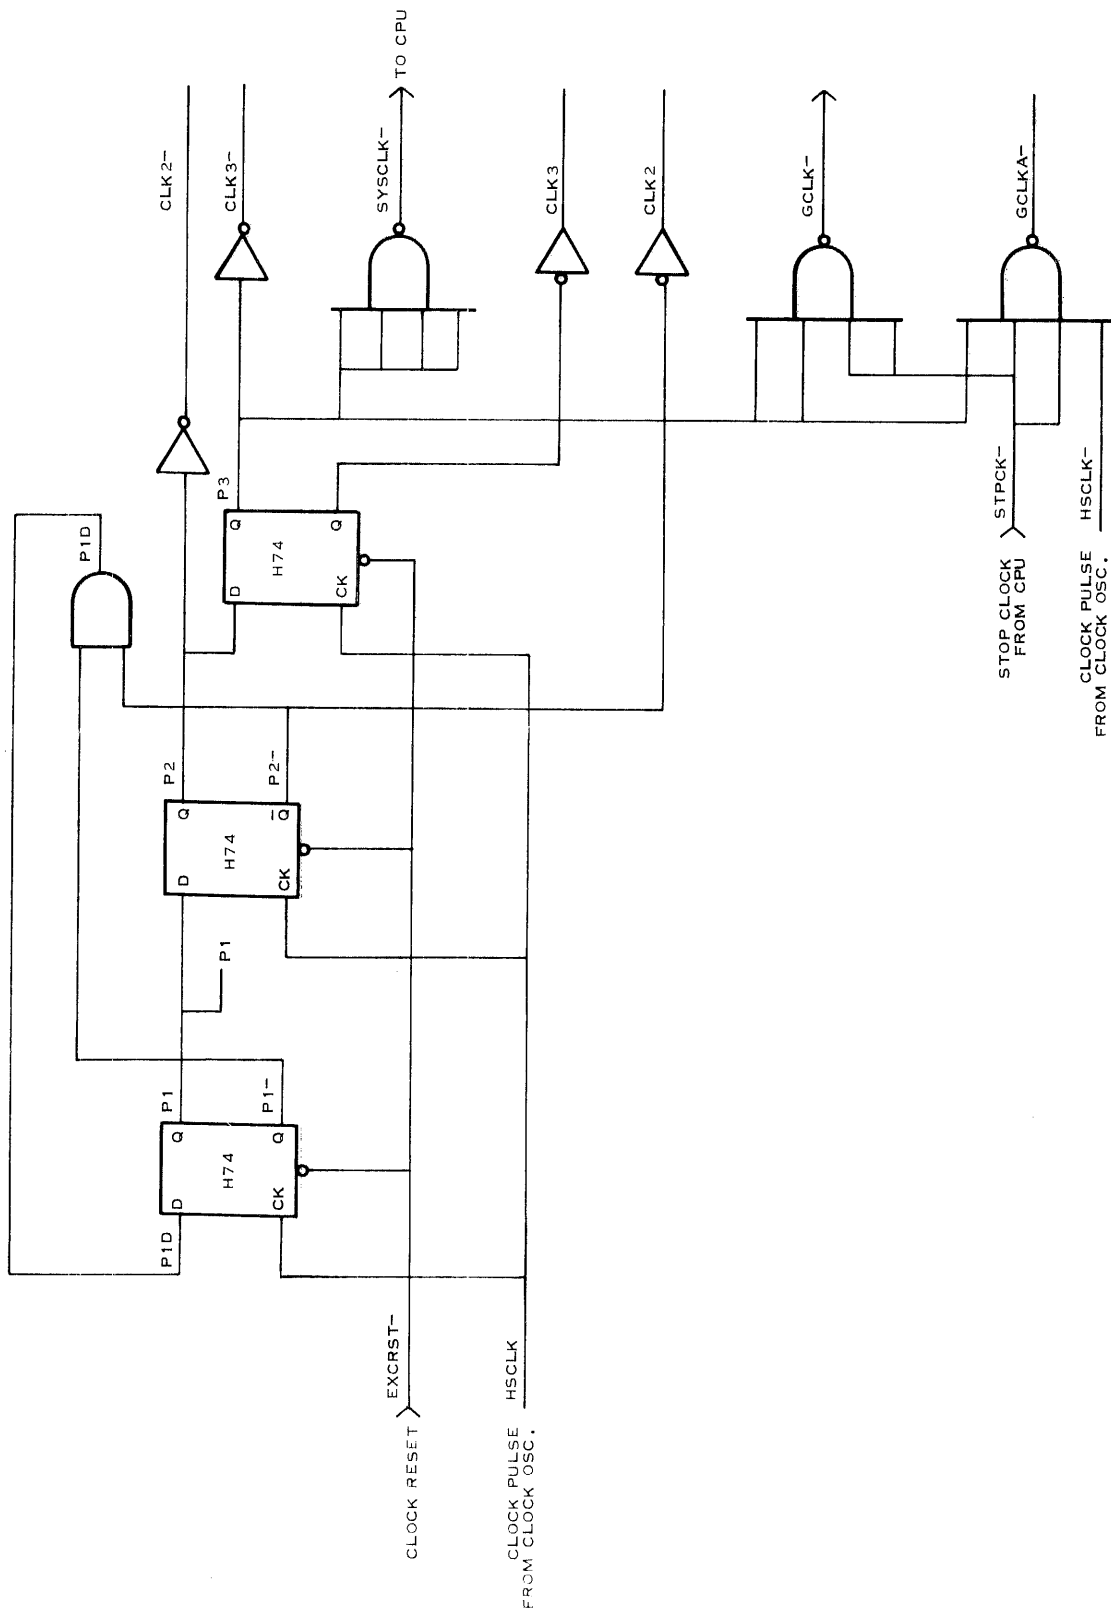 CLK2-
CLK3-
SYSCLK-
TO CPU
CLK3
CLK2
GCLK-
GCLKA-
P1D
P3
Q
Q
H74
D
CK
P2
P2-
Q
Q̅
H74
D
CK
P1
P1
P1-
Q
Q
H74
D
CK
P1D
CLOCK RESET
EXCRST-
CLOCK PULSE
FROM CLOCK OSC.
HSCLK
STOP CLOCK
FROM CPU
STPCK-
CLOCK PULSE
FROM CLOCK OSC.
HSCLK-